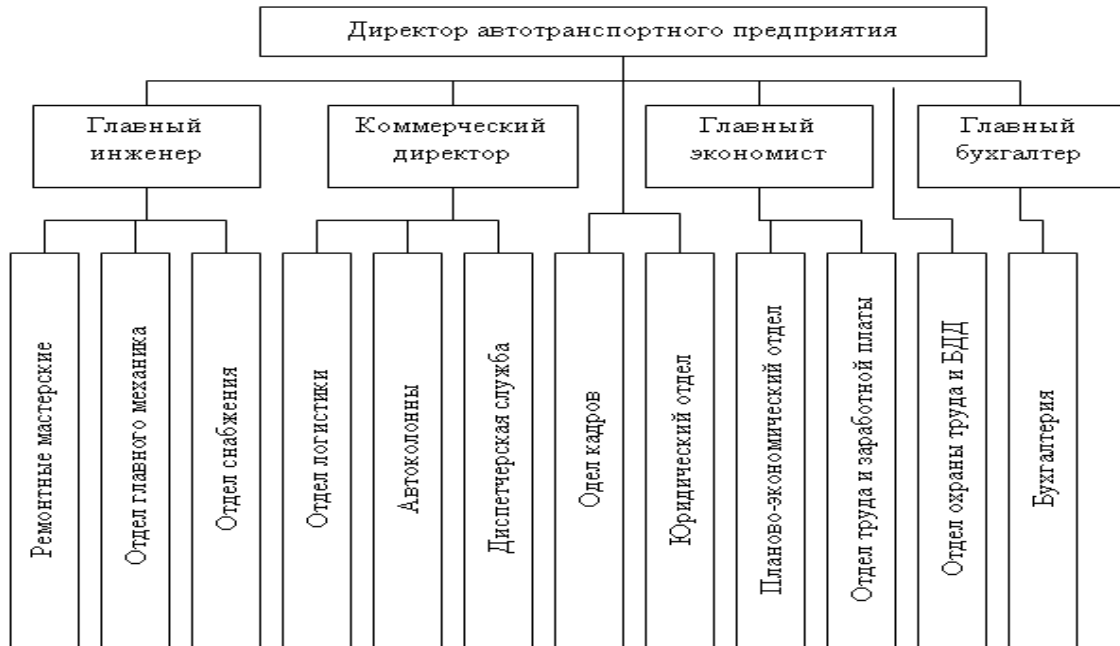 Директор автотранспортного предприятия
Главный
инженер
Коммерческий
директор
Главный
экономист
Главный
бухгалтер
Ремонтные мастерские
Отдел главного механика
Отдел снабжения
Отдел логистики
Автоколонны
Диспетчерская служба
Одел кадров
Юридический отдел
Планово-экономический отдел
Отдел труда и заработной платы
Отдел охраны труда и БДД
Бухгалтерия